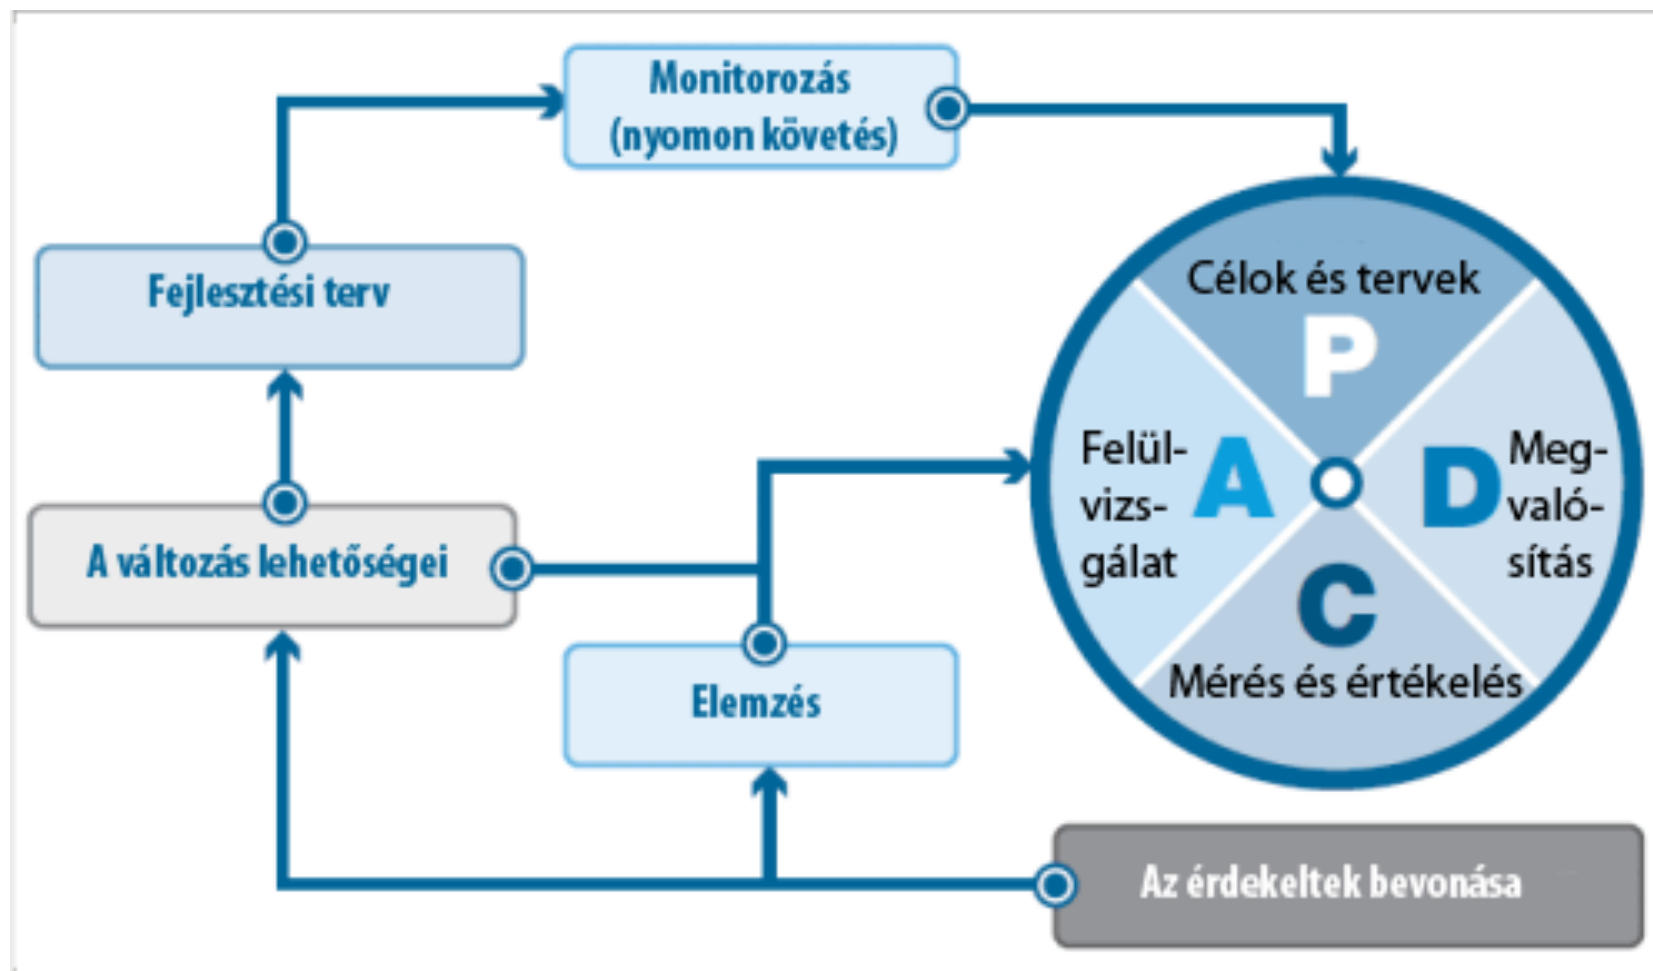 Monitorozás
(nyomon követés)
Fejlesztési terv
A változás lehetőségei
Elemzés
Az érdekeltek bevonása
Célok és tervek
P
Felül-
vizs-
gálat
A
D
Meg-
való-
sítás
C
Mérés és értékelés